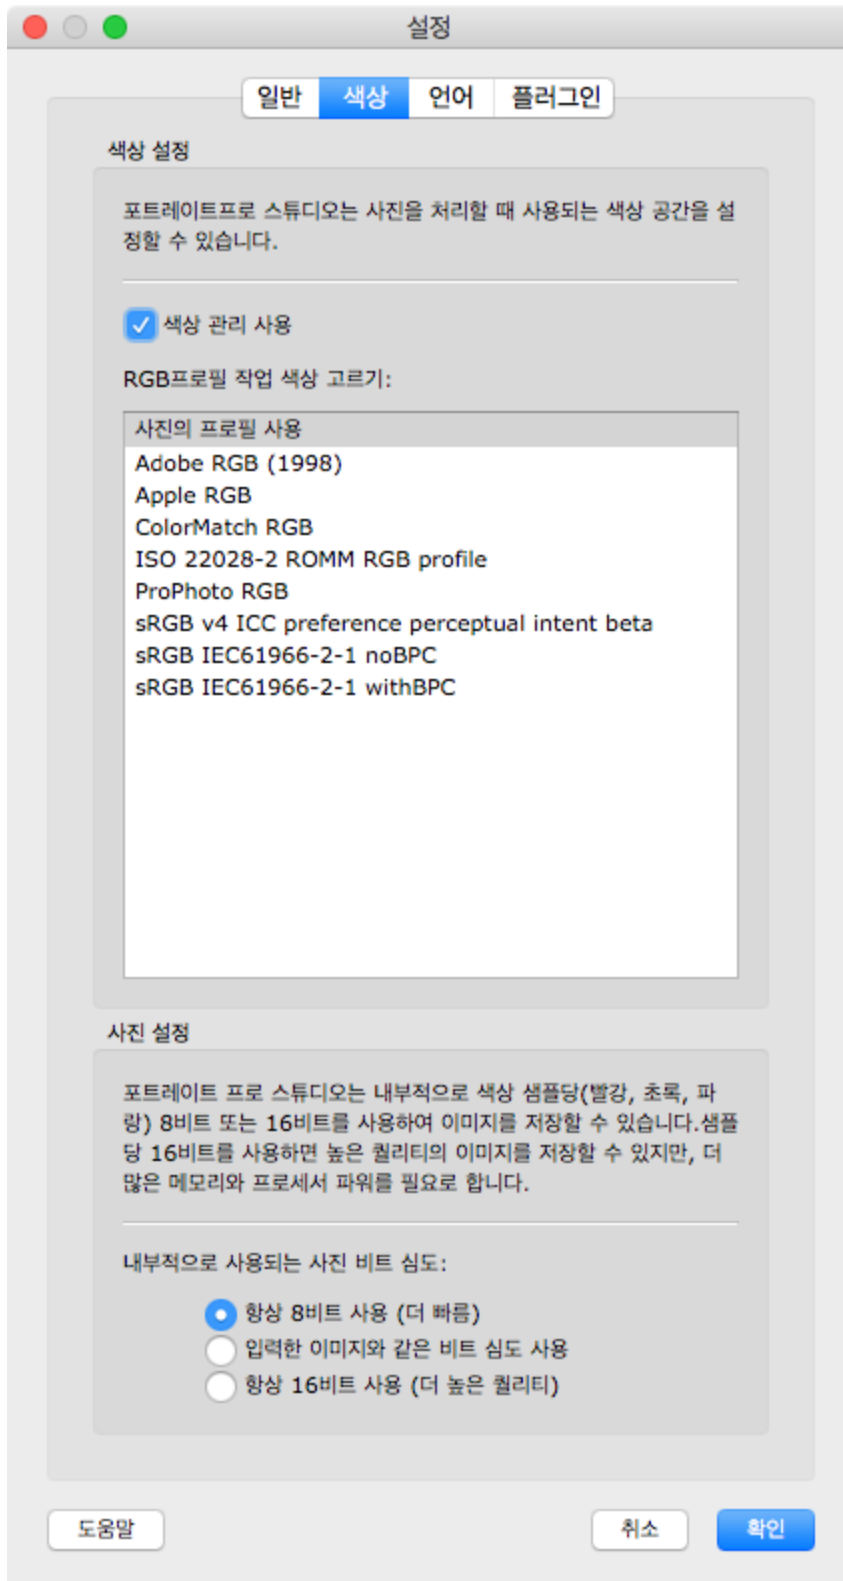 설정
일반 색상 언어 플러그인
색상 설정
포트레이트프로 스튜디오는 사진을 처리할 때 사용되는 색상 공간을 설
정할 수 있습니다.
색상 관리 사용
RGB프로필 작업 색상 고르기:
사진의 프로필 사용
Adobe RGB (1998)
Apple RGB
ColorMatch RGB
ISO 22028-2 ROMM RGB profile
ProPhoto RGB
sRGB v4 ICC preference perceptual intent beta
sRGB IEC61966-2-1 noBPC
sRGB IEC61966-2-1 withBPC
사진 설정
포트레이트 프로 스튜디오는 내부적으로 색상 샘플당(빨강, 초록, 파
랑) 8비트 또는 16비트를 사용하여 이미지를 저장할 수 있습니다.샘플
당 16비트를 사용하면 높은 퀄리티의 이미지를 저장할 수 있지만, 더
많은 메모리와 프로세서 파워를 필요로 합니다.
내부적으로 사용되는 사진 비트 심도:
항상 8비트 사용 (더 빠름)
입력한 이미지와 같은 비트 심도 사용
항상 16비트 사용 (더 높은 퀄리티)
도움말 취소 확인